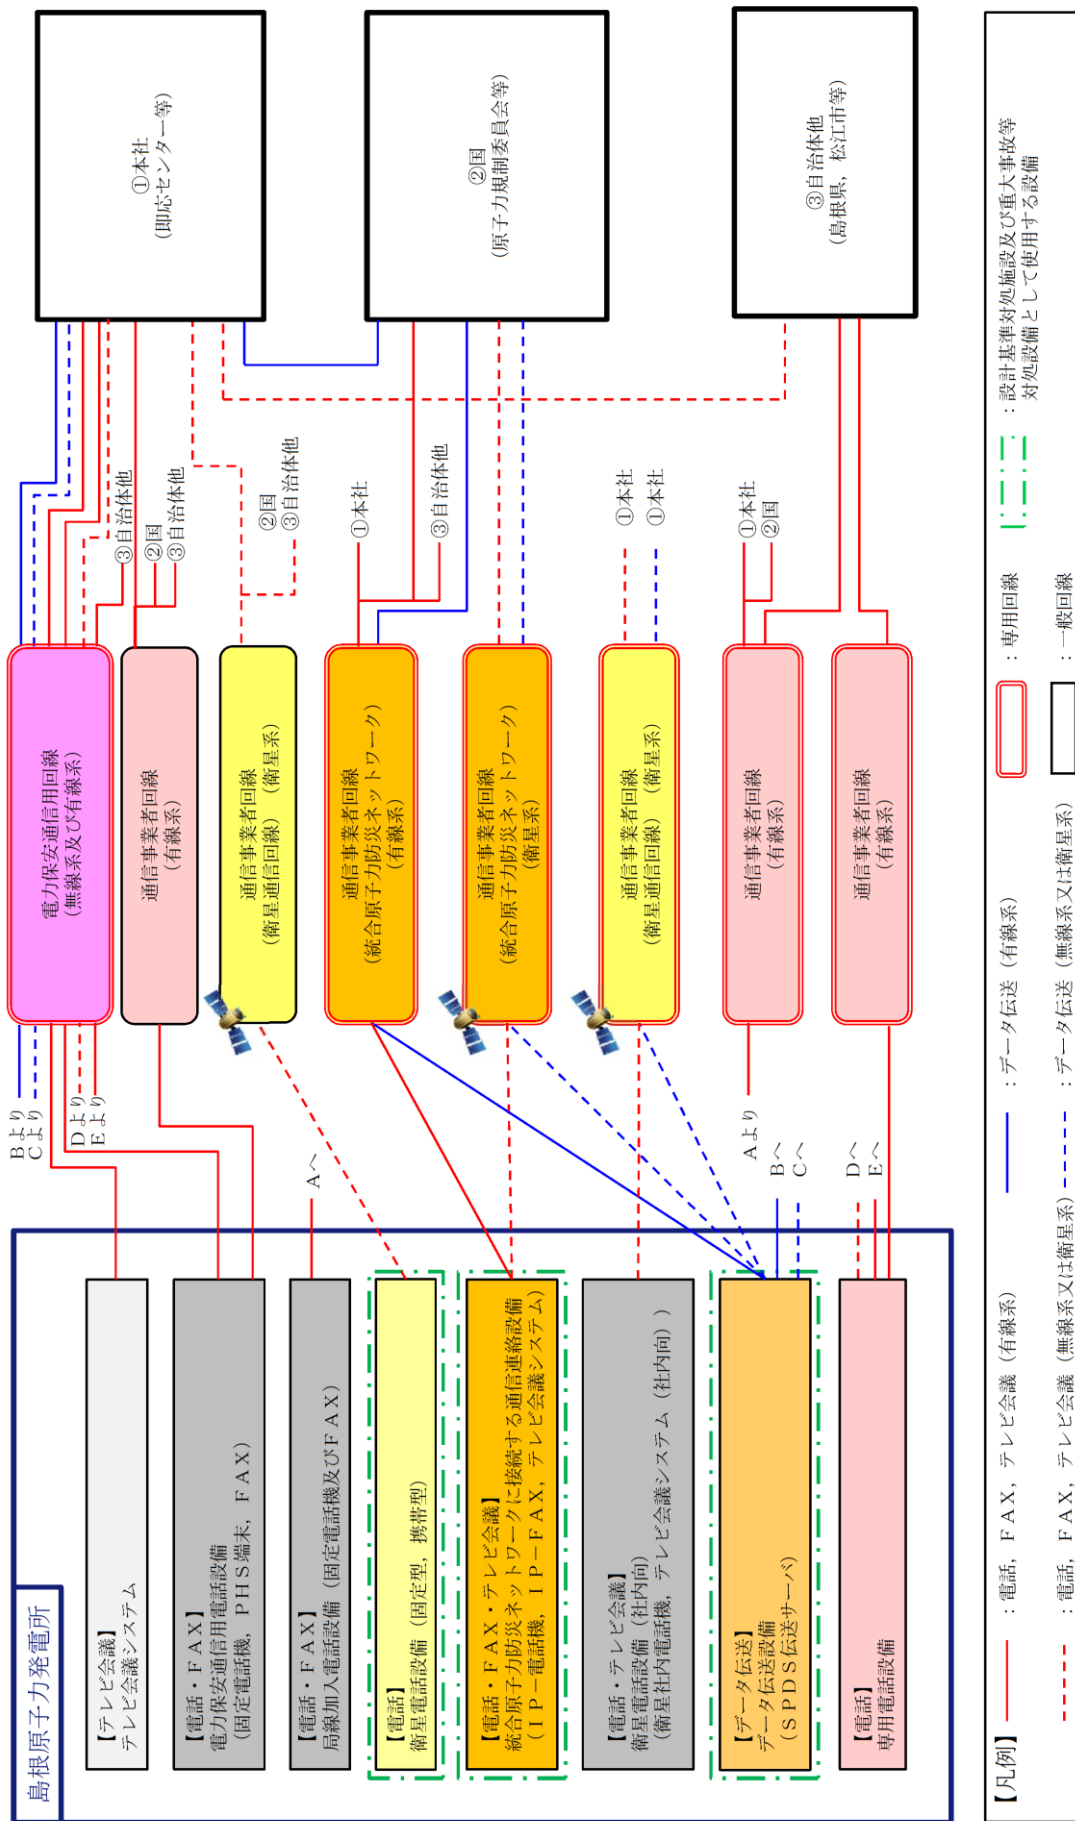 島根原子力発電所
【テレビ会議】
テレビ会議システム
【電話・ＦＡＸ】
電力保安通信用電話設備
(固定電話機，ＰＨＳ端末，ＦＡＸ)
【電話・ＦＡＸ】
局線加入電話設備（固定電話機及びＦＡＸ）
【電話】
衛星電話設備（固定型，携帯型）
【電話・ＦＡＸ・テレビ会議】
統合原子力防災ネットワークに接続する通信連絡設備
(ＩＰ－電話機，ＩＰ－ＦＡＸ，テレビ会議システム)
【電話・テレビ会議】
衛星電話設備（社内向）
(衛星社内電話機，テレビ会議システム（社内向）)
【データ伝送】
データ伝送設備
(ＳＰＤＳ伝送サーバ)
【電話】
専用電話設備
Ｂより
Ｃより
Ｄより
Ｅより
Ａへ
Ａより
Ｂへ
Ｃへ
Ｄへ
Ｅへ
電力保安通信用回線
(無線系及び有線系)
通信事業者回線
(有線系)
通信事業者回線
(衛星通信回線)（衛星系）
通信事業者回線
(統合原子力防災ネットワーク)
(有線系)
通信事業者回線
(統合原子力防災ネットワーク)
(衛星系)
通信事業者回線
(衛星通信回線)（衛星系）
通信事業者回線
(有線系)
通信事業者回線
(有線系)
③自治体他
②国
③自治体他
②国
③自治体他
①本社
③自治体他
①本社
①本社
①本社
②国
①本社
(即応センター等)
②国
(原子力規制委員会等)
③自治体他
(島根県，松江市等)
【凡例】
：電話，ＦＡＸ，テレビ会議（有線系）
：データ伝送（有線系）
：専用回線
：設計基準対処施設及び重大事故等
対処設備として使用する設備
：電話，ＦＡＸ，テレビ会議（無線系又は衛星系）
：データ伝送（無線系又は衛星系）
：一般回線